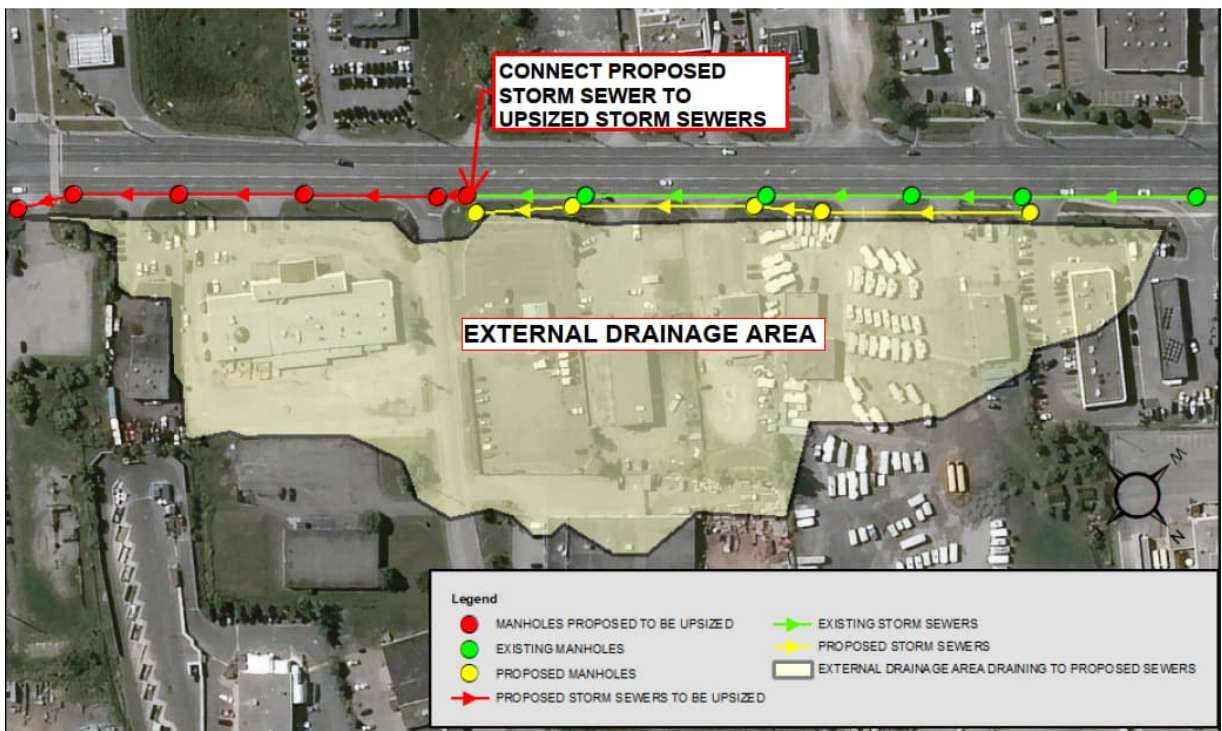 CONNECT PROPOSED
STORM SEWER TO
UPSIZED STORM SEWERS
EXTERNAL DRAINAGE AREA
W
N
Legend
MANHOLES PROPOSED TO BE UPSIZED
EXISTING MANHOLES
PROPOSED MANHOLES
PROPOSED STORM SEWERS TO BE UPSIZED
EXISTING STORM SEWERS
PROPOSED STORM SEWERS
EXTERNAL DRAINAGE AREA DRAINING TO PROPOSED SEWERS